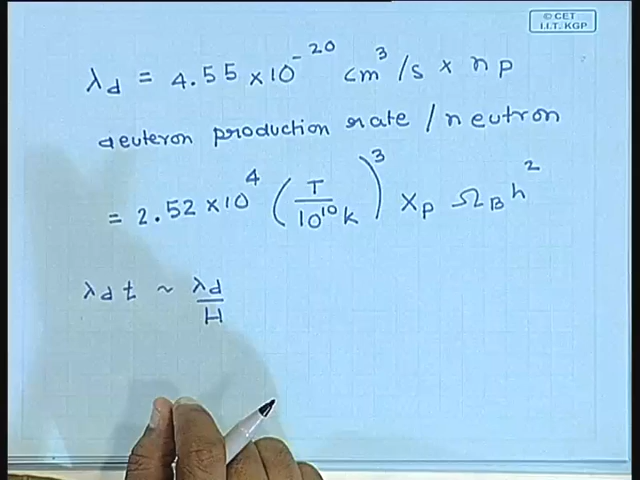 © CET
I.I.T. KGP
λd = 4.55 × 10^-20 cm^3/s × np
deuteron production rate / neutron
= 2.52 × 10^4 (T/10^10 k)^3 Xp ΩB h^2
λd t ~ λd/H